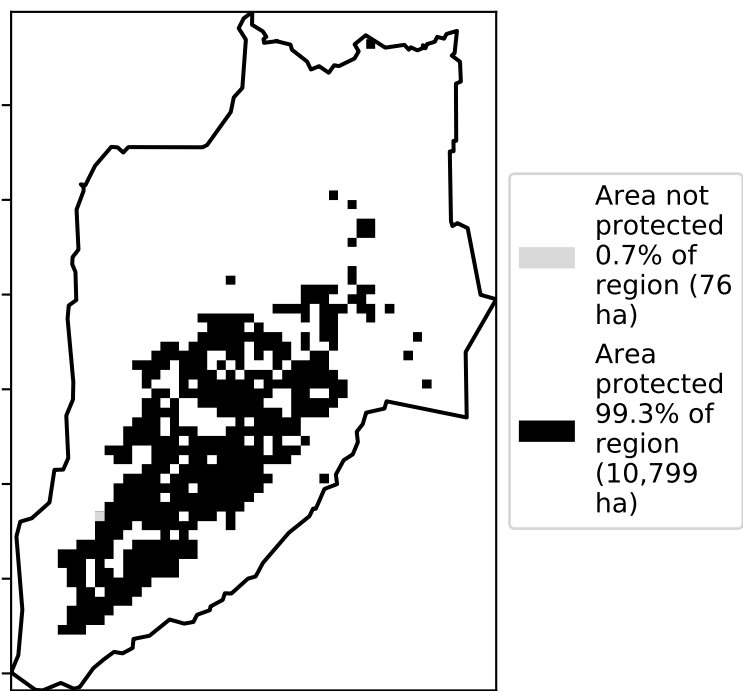 Area not
protected
0.7% of
region (76
ha)
Area
protected
99.3% of
region
(10,799
ha)